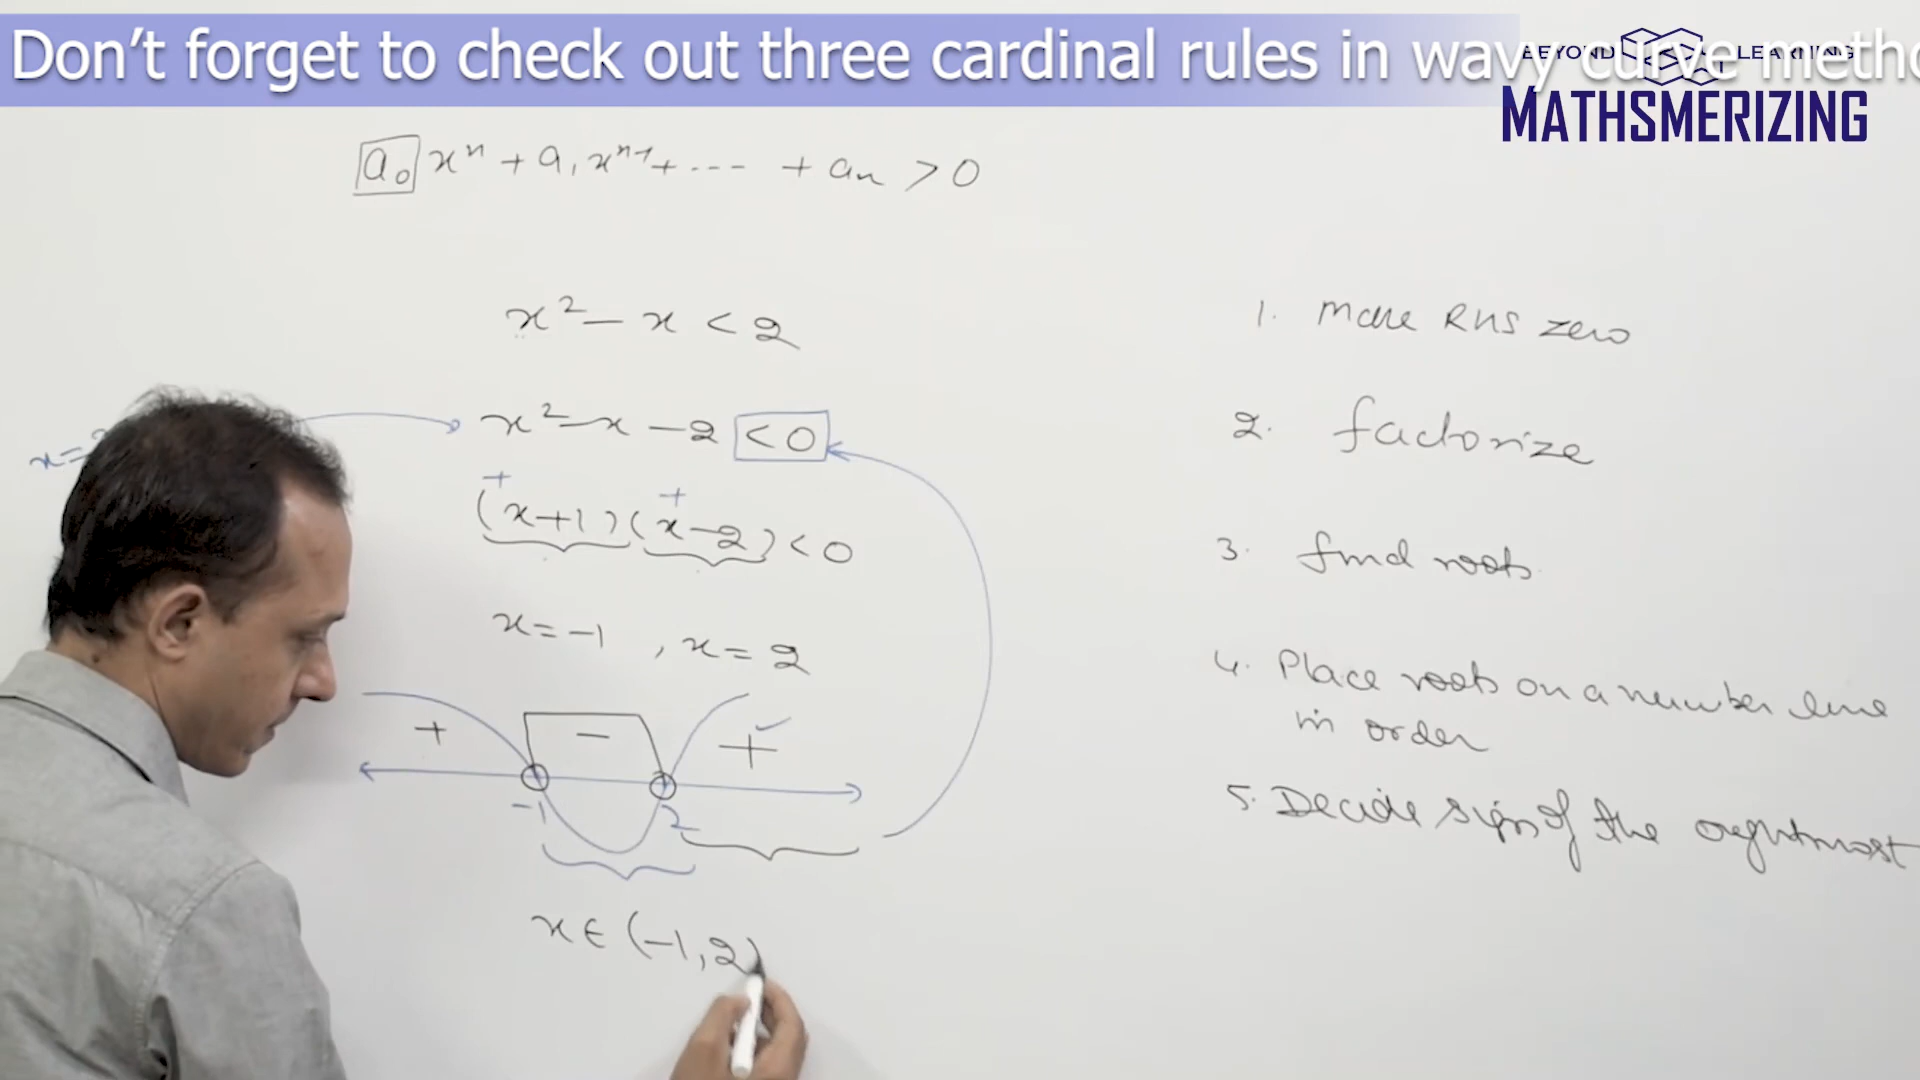 Don't forget to check out three cardinal rules in wavy curve metho
BEYOND LEARNING
MATHSMERIZING
a₀xⁿ + a₁xⁿ⁻¹ + ---- + aₙ > 0
x² - x < 2
x =
x² - x - 2 < 0
+ +
(x+1)(x-2) < 0
x = -1 , x = 2
+ - +
-1 2
x ∈ (-1, 2)
1. Make RHS zero
2. factorize
3. find roots
4. Place roots on a number line
in order
5. Decide sign of the rightmost